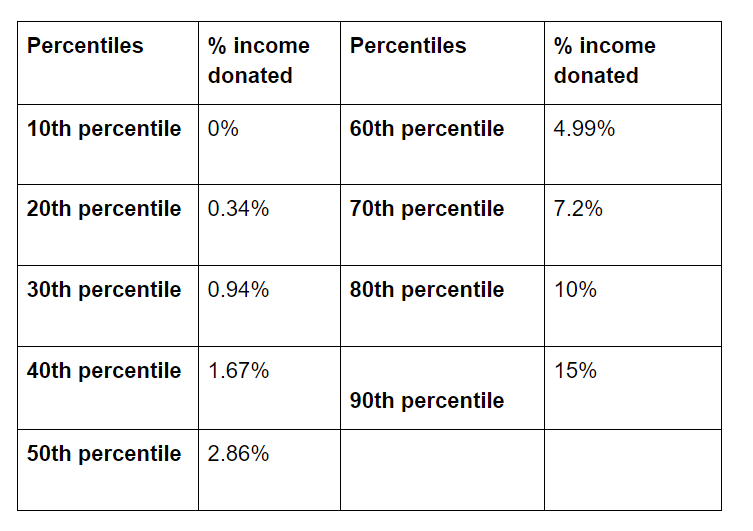 Percentiles % income donated Percentiles % income donated
10th percentile 0% 60th percentile 4.99%
20th percentile 0.34% 70th percentile 7.2%
30th percentile 0.94% 80th percentile 10%
40th percentile 1.67% 90th percentile 15%
50th percentile 2.86%